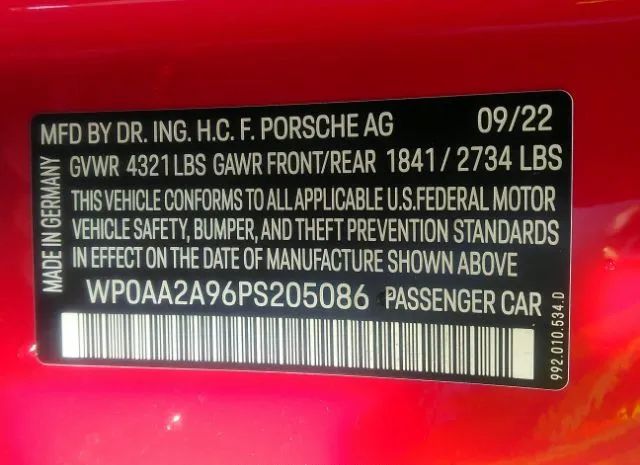 MFD BY DR. ING. H.C. F. PORSCHE AG 09/22
GVWR 4321 LBS GAWR FRONT/REAR 1841 / 2734 LBS
THIS VEHICLE CONFORMS TO ALL APPLICABLE U.S.FEDERAL MOTOR
VEHICLE SAFETY, BUMPER, AND THEFT PREVENTION STANDARDS
IN EFFECT ON THE DATE OF MANUFACTURE SHOWN ABOVE
WP0AA2A96PS205086 PASSENGER CAR
MADE IN GERMANY
992.010.534.D